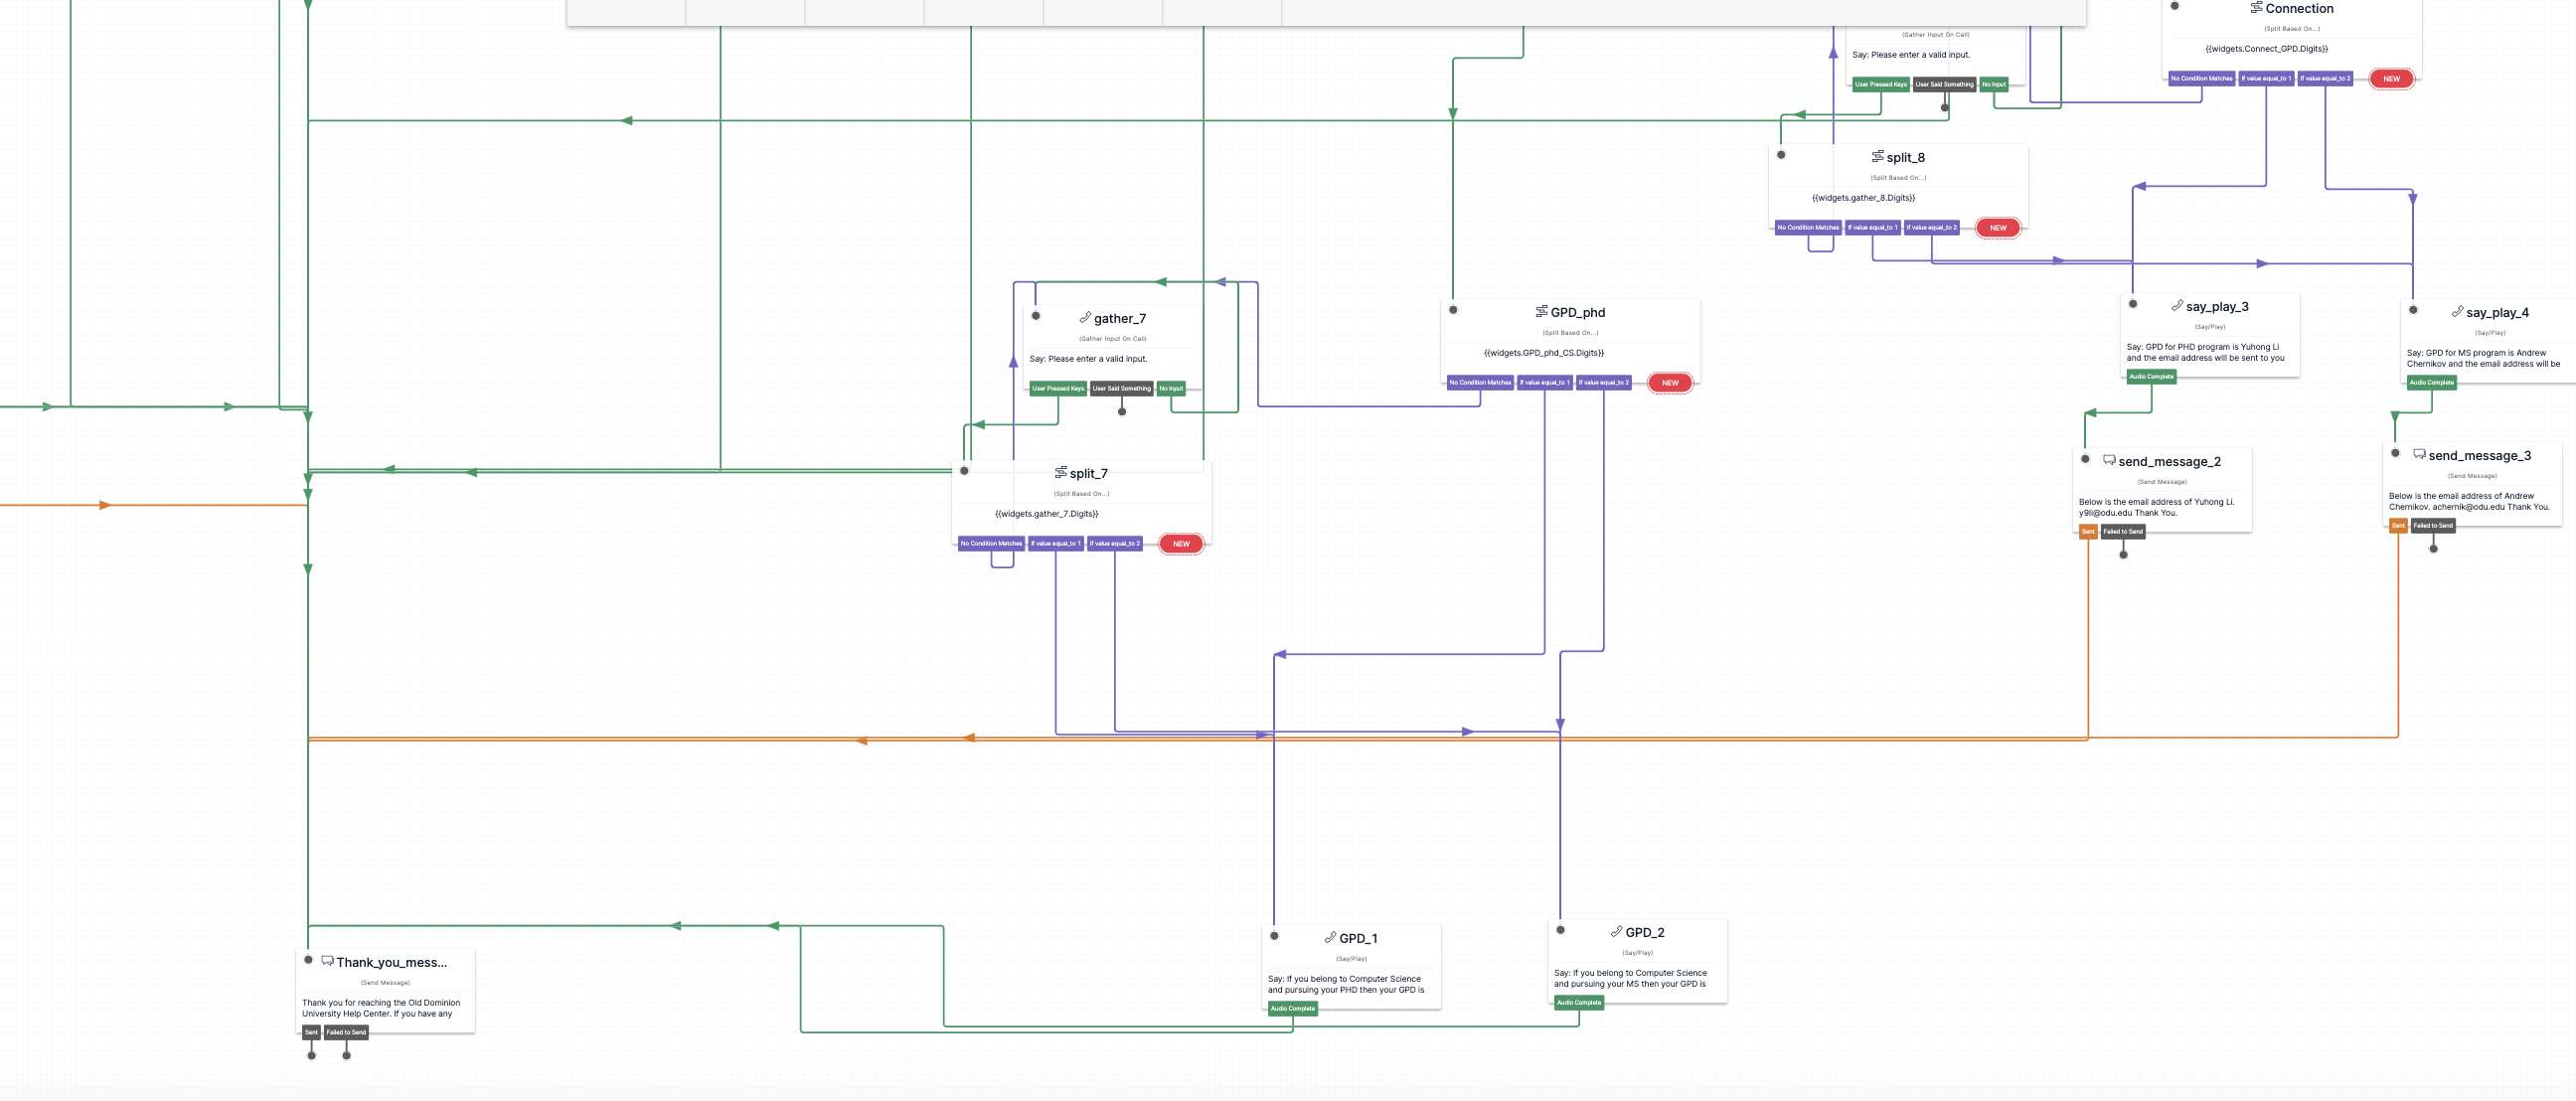 Connection
(Split Based On...)
{{widgets.Connect_GPD.Digits}}
No Condition Matches
If value equal_to 1
If value equal_to 2
NEW
(Gather Input On Call)
Say: Please enter a valid input.
User Pressed Keys
User Said Something
No Input
split_8
(Split Based On...)
{{widgets.gather_8.Digits}}
No Condition Matches
If value equal_to 1
If value equal_to 2
NEW
gather_7
(Gather Input On Call)
Say: Please enter a valid input.
User Pressed Keys
User Said Something
No Input
GPD_phd
(Split Based On...)
{{widgets.GPD_phd_CS.Digits}}
No Condition Matches
If value equal_to 1
If value equal_to 2
NEW
say_play_3
(Say/Play)
Say: GPD for PHD program is Yuhong Li
and the email address will be sent to you
Audio Complete
say_play_4
(Say/Play)
Say: GPD for MS program is Andrew
Chernikov and the email address will be
Audio Complete
split_7
(Split Based On...)
{{widgets.gather_7.Digits}}
No Condition Matches
If value equal_to 1
If value equal_to 2
NEW
send_message_2
(Send Message)
Below is the email address of Yuhong Li.
y9li@odu.edu Thank You.
Sent
Failed to Send
send_message_3
(Send Message)
Below is the email address of Andrew
Chernikov. achernik@odu.edu Thank You.
Sent
Failed to Send
Thank_you_mess...
(Send Message)
Thank you for reaching the Old Dominion
University Help Center. If you have any
Sent
Failed to Send
GPD_1
(Say/Play)
Say: If you belong to Computer Science
and pursuing your PHD then your GPD is
Audio Complete
GPD_2
(Say/Play)
Say: If you belong to Computer Science
and pursuing your MS then your GPD is
Audio Complete